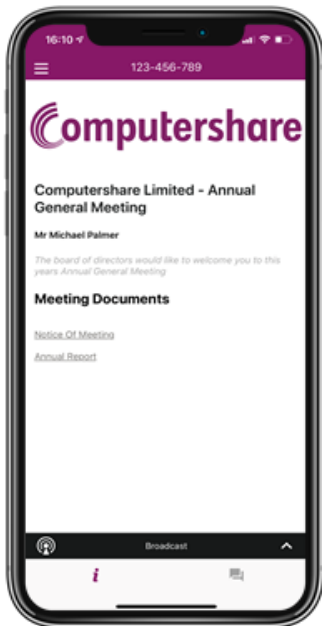 16:10
123-456-789
Computershare
Computershare Limited - Annual
General Meeting
Mr Michael Palmer
The board of directors would like to welcome you to this
years Annual General Meeting
Meeting Documents
Notice Of Meeting
Annual Report
Broadcast
i